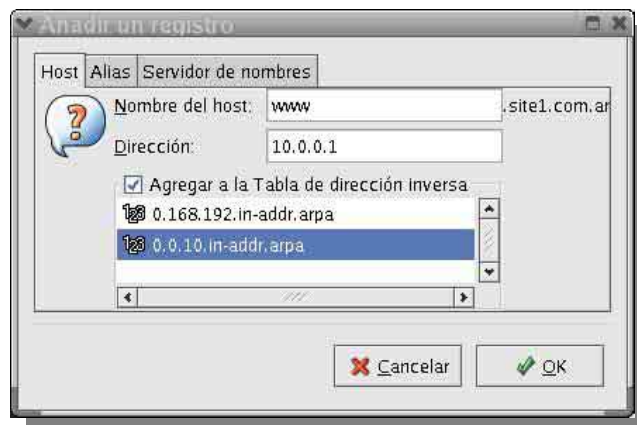 Añadir un registro
Host Alias Servidor de nombres
Nombre del host: www .site1.com.ar
Dirección: 10.0.0.1
Agregar a la Tabla de dirección inversa
0.168.192.in-addr.arpa
0.0.10.in-addr.arpa
Cancelar OK